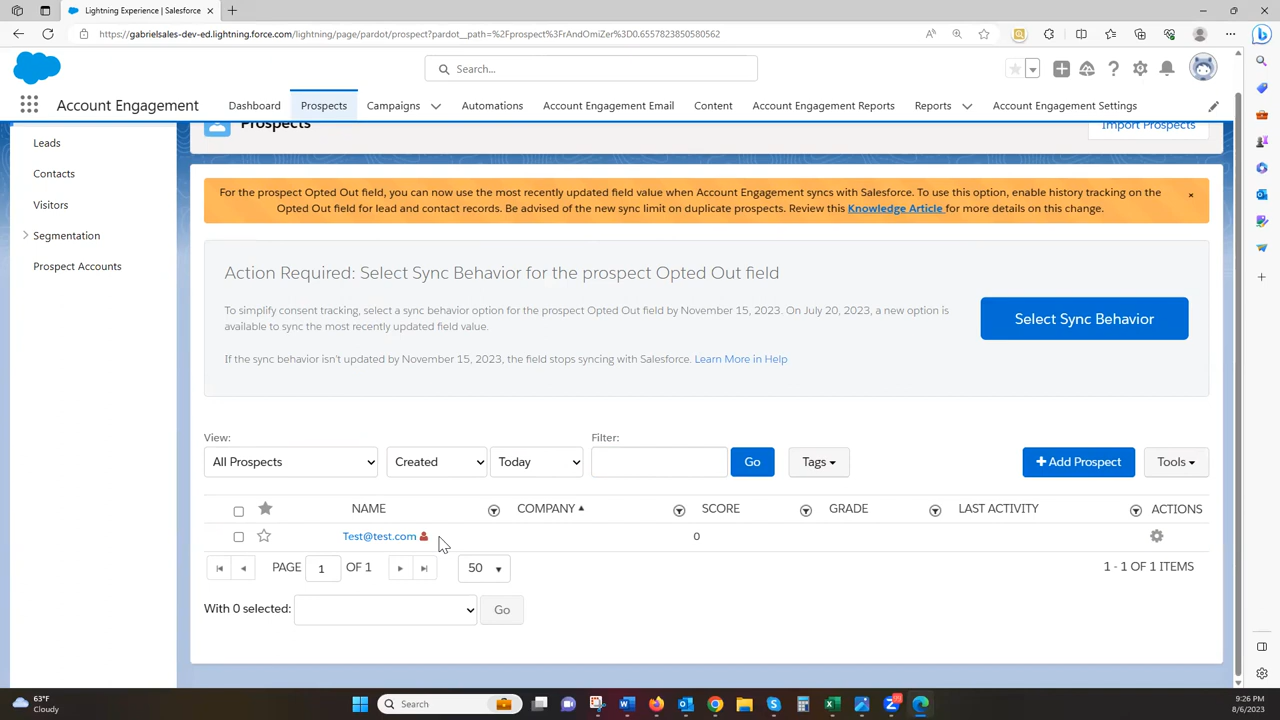 Lightning Experience | Salesforce
https://gabrielsales-dev-ed.lightning.force.com/lightning/page/pardot/prospect?pardot__path=%2Fprospect%3FrAndOmiZer%3D0.6557823850580562
Search...
Account Engagement
Dashboard
Prospects
Campaigns
Automations
Account Engagement Email
Content
Account Engagement Reports
Reports
Account Engagement Settings
Leads
Contacts
Visitors
Segmentation
Prospect Accounts
Prospects
Import Prospects
For the prospect Opted Out field, you can now use the most recently updated field value when Account Engagement syncs with Salesforce. To use this option, enable history tracking on the
Opted Out field for lead and contact records. Be advised of the new sync limit on duplicate prospects. Review this Knowledge Article for more details on this change.
Action Required: Select Sync Behavior for the prospect Opted Out field
To simplify consent tracking, select a sync behavior option for the prospect Opted Out field by November 15, 2023. On July 20, 2023, a new option is
available to sync the most recently updated field value.
If the sync behavior isn't updated by November 15, 2023, the field stops syncing with Salesforce. Learn More in Help
Select Sync Behavior
View:
Filter:
All Prospects
Created
Today
Go
Tags
+ Add Prospect
Tools
NAME
COMPANY
SCORE
GRADE
LAST ACTIVITY
ACTIONS
Test@test.com
0
PAGE 1 OF 1
50
1 - 1 OF 1 ITEMS
With 0 selected:
Go
63°F
Cloudy
Search
9:26 PM
8/6/2023